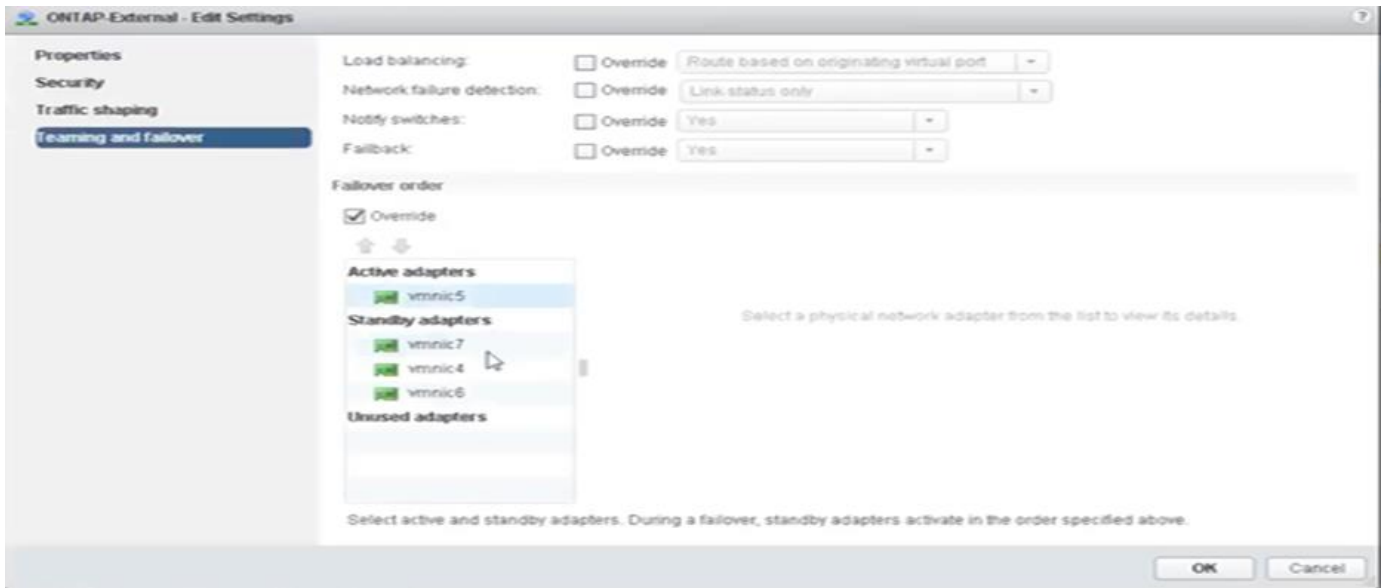 ONTAP-External - Edit Settings
?
Properties
Security
Traffic shaping
Teaming and failover
Load balancing: Override Route based on originating virtual port
Network failure detection: Override Link status only
Notify switches: Override Yes
Failback: Override Yes
Failover order
Override
Active adapters
vmnic5
Standby adapters
vmnic7
vmnic4
vmnic6
Unused adapters
Select a physical network adapter from the list to view its details.
Select active and standby adapters. During a failover, standby adapters activate in the order specified above.
OK Cancel